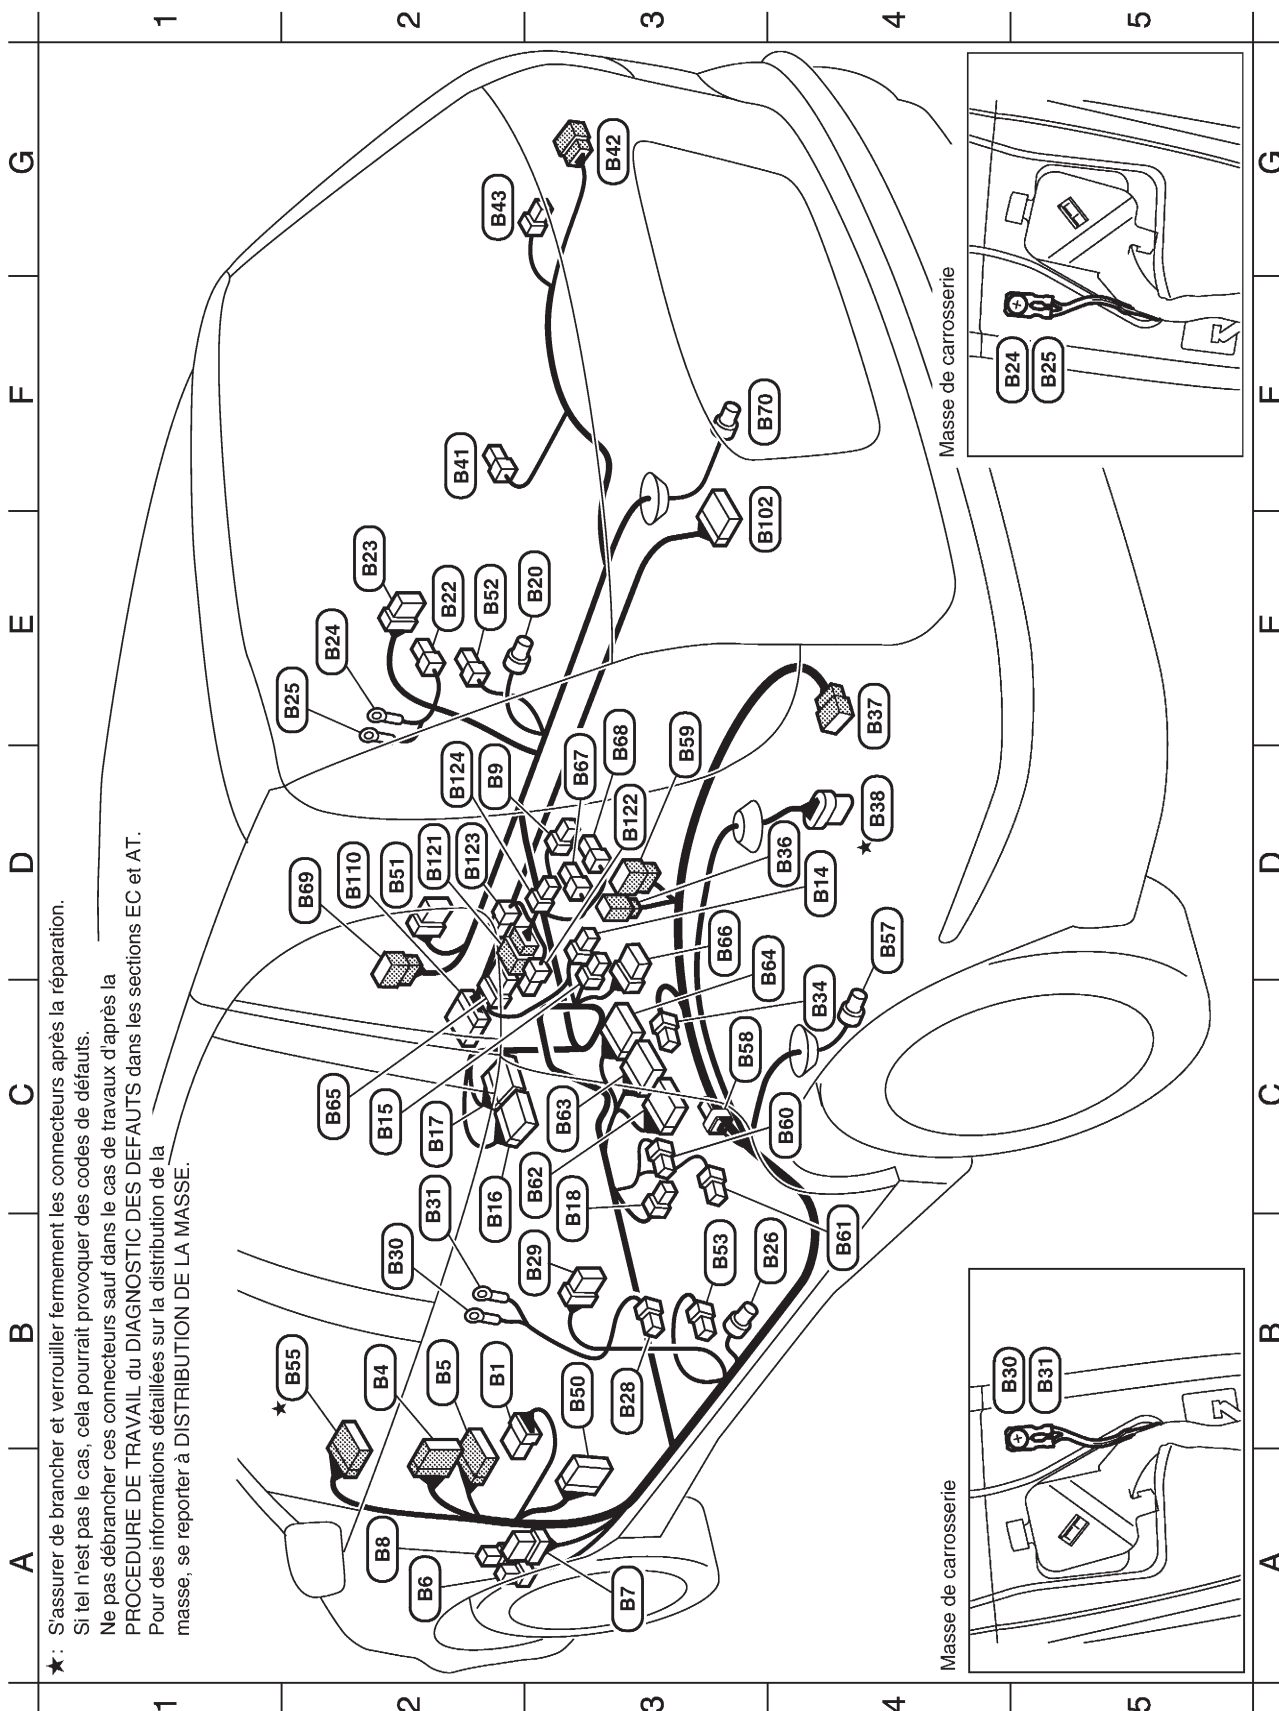 A B C D E F G
★: S'assurer de brancher et verrouiller fermement les connecteurs après la réparation.
Si tel n'est pas le cas, cela pourrait provoquer des codes de défauts.
Ne pas débrancher ces connecteurs sauf dans le cas de travaux d'après la
PROCEDURE DE TRAVAIL du DIAGNOSTIC DES DEFAUTS dans les sections EC et AT.
Pour des informations détaillées sur la distribution de la
masse, se reporter à DISTRIBUTION DE LA MASSE.
1
1
★
B55
B25
B69
B24
B65
B110
B23
B8
B4
B30
B15
B51
2
2
B6
B5
B31
B17
B121
B22
B41
B124
B123
B1
B16
B52
B9
B43
B29
B62
B20
B50
B18
B63
B67
B42
B7
B28
B68
B122
B59
3
3
B53
B66
B26
B58
B64
B36
B102
B70
B60
B34
B14
B61
★
B38
B37
B57
4
4
Masse de carrosserie
Masse de carrosserie
B30
B31
B24
B25
5
5
A B C D E F G